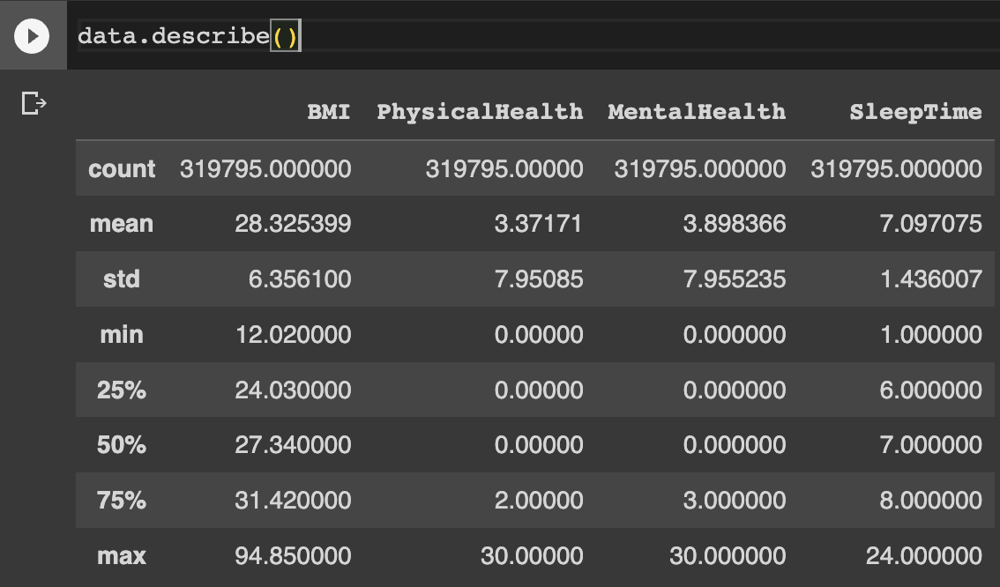 data.describe()
BMI PhysicalHealth MentalHealth SleepTime
count 319795.000000 319795.00000 319795.000000 319795.000000
mean 28.325399 3.37171 3.898366 7.097075
std 6.356100 7.95085 7.955235 1.436007
min 12.020000 0.00000 0.000000 1.000000
25% 24.030000 0.00000 0.000000 6.000000
50% 27.340000 0.00000 0.000000 7.000000
75% 31.420000 2.00000 3.000000 8.000000
max 94.850000 30.00000 30.000000 24.000000